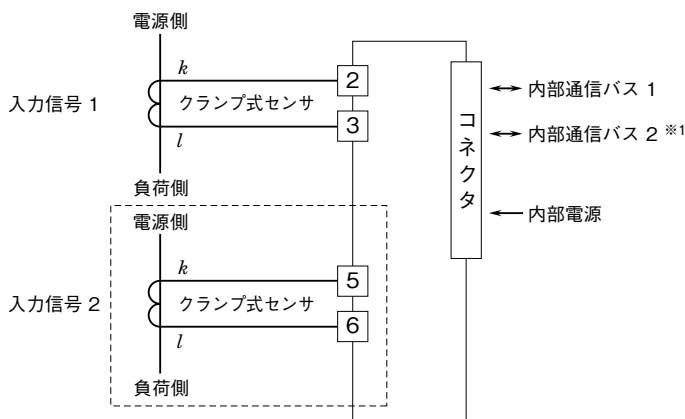 電源側
入力信号 1
k
クランプ式センサ
l
負荷側
2
3
電源側
入力信号 2
k
クランプ式センサ
l
負荷側
5
6
コネクタ
内部通信バス 1
内部通信バス 2 ※1
内部電源